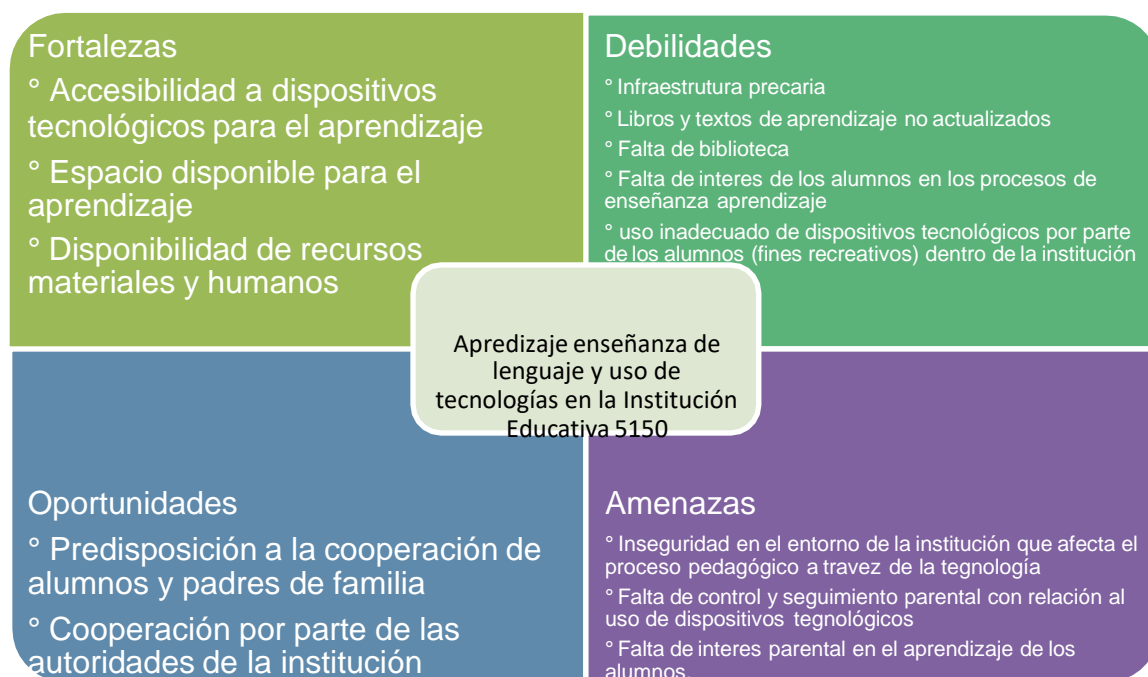 Fortalezas
° Accesibilidad a dispositivos
tecnológicos para el aprendizaje
° Espacio disponible para el
aprendizaje
° Disponibilidad de recursos
materiales y humanos
Debilidades
° Infraestrutura precaria
° Libros y textos de aprendizaje no actualizados
° Falta de biblioteca
° Falta de interes de los alumnos en los procesos de
enseñanza aprendizaje
° uso inadecuado de dispositivos tecnológicos por parte
de los alumnos (fines recreativos) dentro de la institución
Apredizaje enseñanza de
lenguaje y uso de
tecnologías en la Institución
Educativa 5150
Oportunidades
° Predisposición a la cooperación de
alumnos y padres de familia
° Cooperación por parte de las
autoridades de la institución
Amenazas
° Inseguridad en el entorno de la institución que afecta el
proceso pedagógico a travez de la tegnología
° Falta de control y seguimiento parental con relación al
uso de dispositivos tegnológicos
° Falta de interes parental en el aprendizaje de los
alumnos.